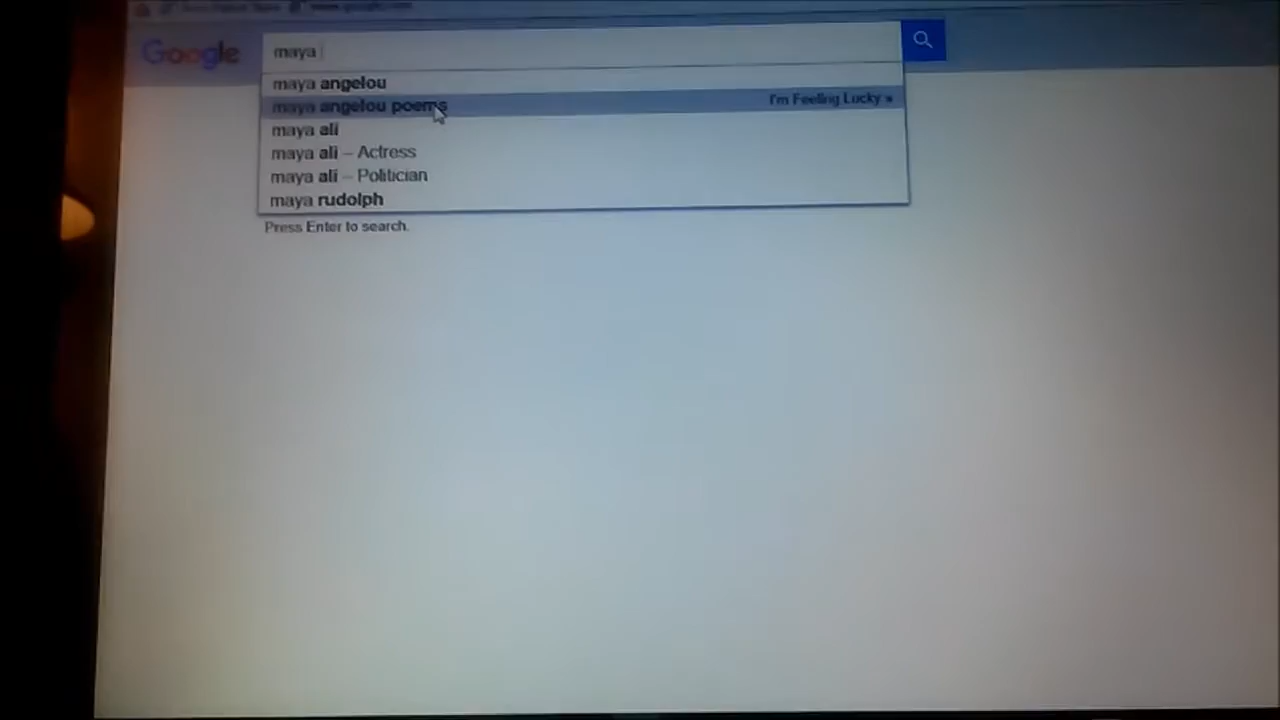 Google
maya
maya angelou
maya angelou poems I'm Feeling Lucky »
maya ali
maya ali – Actress
maya ali – Politician
maya rudolph
Press Enter to search.